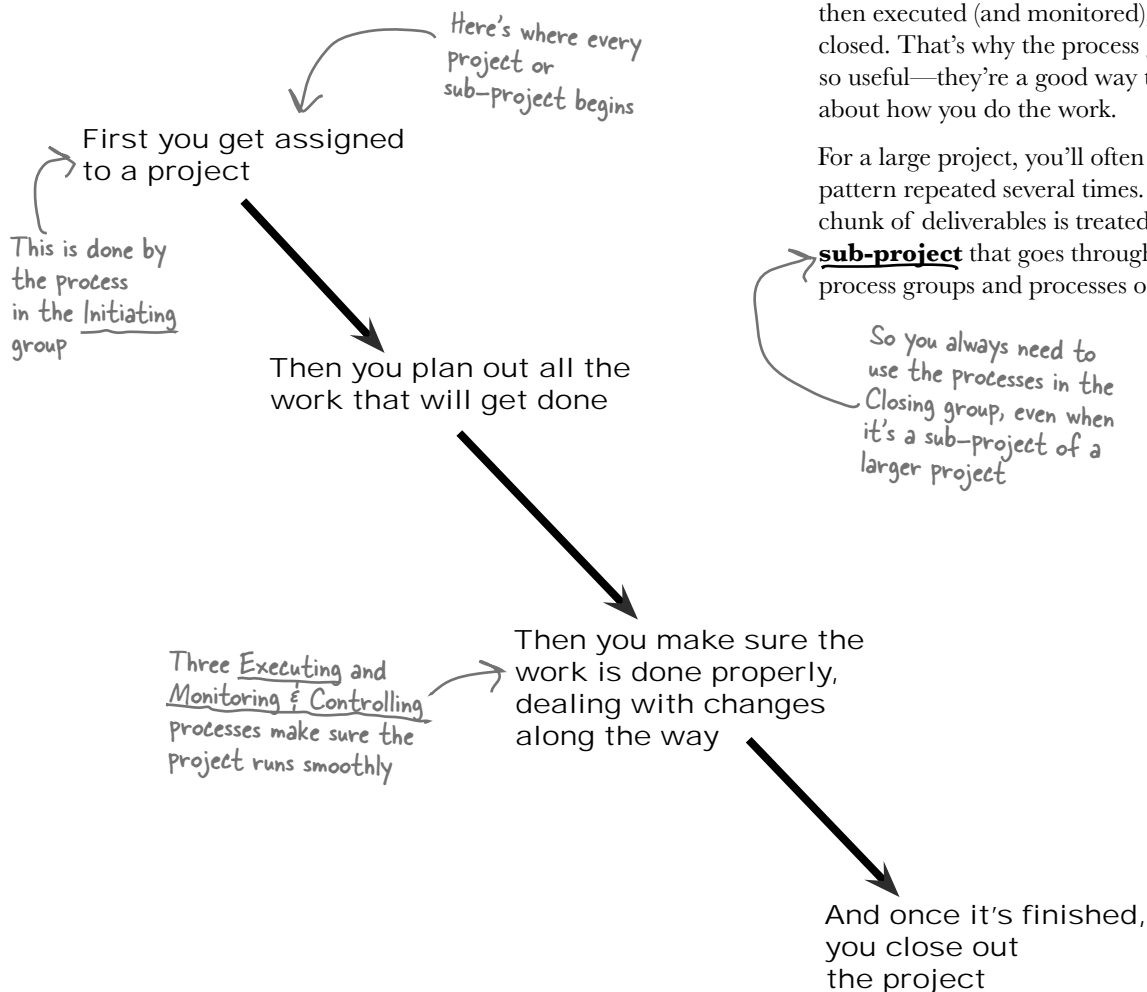 Here's where every
project or
sub-project begins
First you get assigned
to a project
This is done by
the process
in the Initiating
group
Then you plan out all the
work that will get done
then executed (and monitored)
closed. That's why the process
so useful—they're a good way
about how you do the work.
For a large project, you'll often
pattern repeated several times.
chunk of deliverables is treated
sub-project that goes through
process groups and processes
So you always need to
use the processes in the
Closing group, even when
it's a sub-project of a
larger project
Three Executing and
Monitoring & Controlling
processes make sure the
project runs smoothly
Then you make sure the
work is done properly,
dealing with changes
along the way
And once it's finished,
you close out
the project